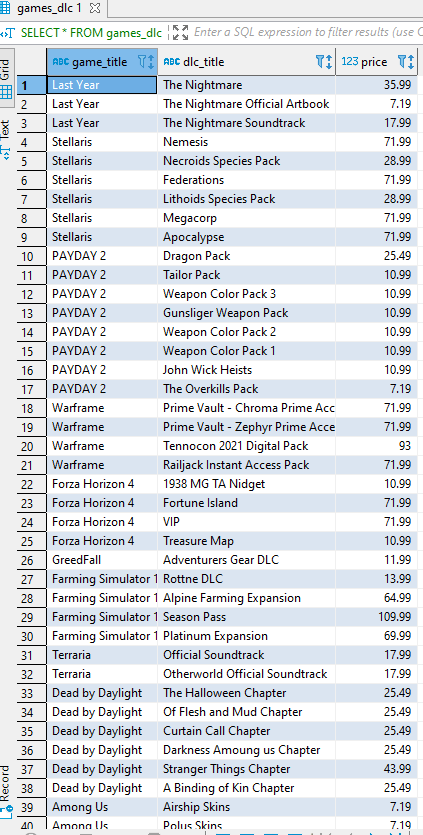 games_dlc 1
SELECT * FROM games_dlc Enter a SQL expression to filter results (use C
Grid
Text
Record
ABC game_title ABC dlc_title 123 price
1 Last Year The Nightmare 35.99
2 Last Year The Nightmare Official Artbook 7.19
3 Last Year The Nightmare Soundtrack 17.99
4 Stellaris Nemesis 71.99
5 Stellaris Necroids Species Pack 28.99
6 Stellaris Federations 71.99
7 Stellaris Lithoids Species Pack 28.99
8 Stellaris Megacorp 71.99
9 Stellaris Apocalypse 71.99
10 PAYDAY 2 Dragon Pack 25.49
11 PAYDAY 2 Tailor Pack 10.99
12 PAYDAY 2 Weapon Color Pack 3 10.99
13 PAYDAY 2 Gunsliger Weapon Pack 10.99
14 PAYDAY 2 Weapon Color Pack 2 10.99
15 PAYDAY 2 Weapon Color Pack 1 10.99
16 PAYDAY 2 John Wick Heists 10.99
17 PAYDAY 2 The Overkills Pack 7.19
18 Warframe Prime Vault - Chroma Prime Acc 71.99
19 Warframe Prime Vault - Zephyr Prime Acce 71.99
20 Warframe Tennocon 2021 Digital Pack 93
21 Warframe Railjack Instant Access Pack 71.99
22 Forza Horizon 4 1938 MG TA Nidget 10.99
23 Forza Horizon 4 Fortune Island 71.99
24 Forza Horizon 4 VIP 71.99
25 Forza Horizon 4 Treasure Map 10.99
26 GreedFall Adventurers Gear DLC 11.99
27 Farming Simulator 1 Rottne DLC 13.99
28 Farming Simulator 1 Alpine Farming Expansion 64.99
29 Farming Simulator 1 Season Pass 109.99
30 Farming Simulator 1 Platinum Expansion 69.99
31 Terraria Official Soundtrack 17.99
32 Terraria Otherworld Official Soundtrack 17.99
33 Dead by Daylight The Halloween Chapter 25.49
34 Dead by Daylight Of Flesh and Mud Chapter 25.49
35 Dead by Daylight Curtain Call Chapter 25.49
36 Dead by Daylight Darkness Amoung us Chapter 25.49
37 Dead by Daylight Stranger Things Chapter 43.99
38 Dead by Daylight A Binding of Kin Chapter 25.49
39 Among Us Airship Skins 7.19
40 Among Us Polus Skins 7.19